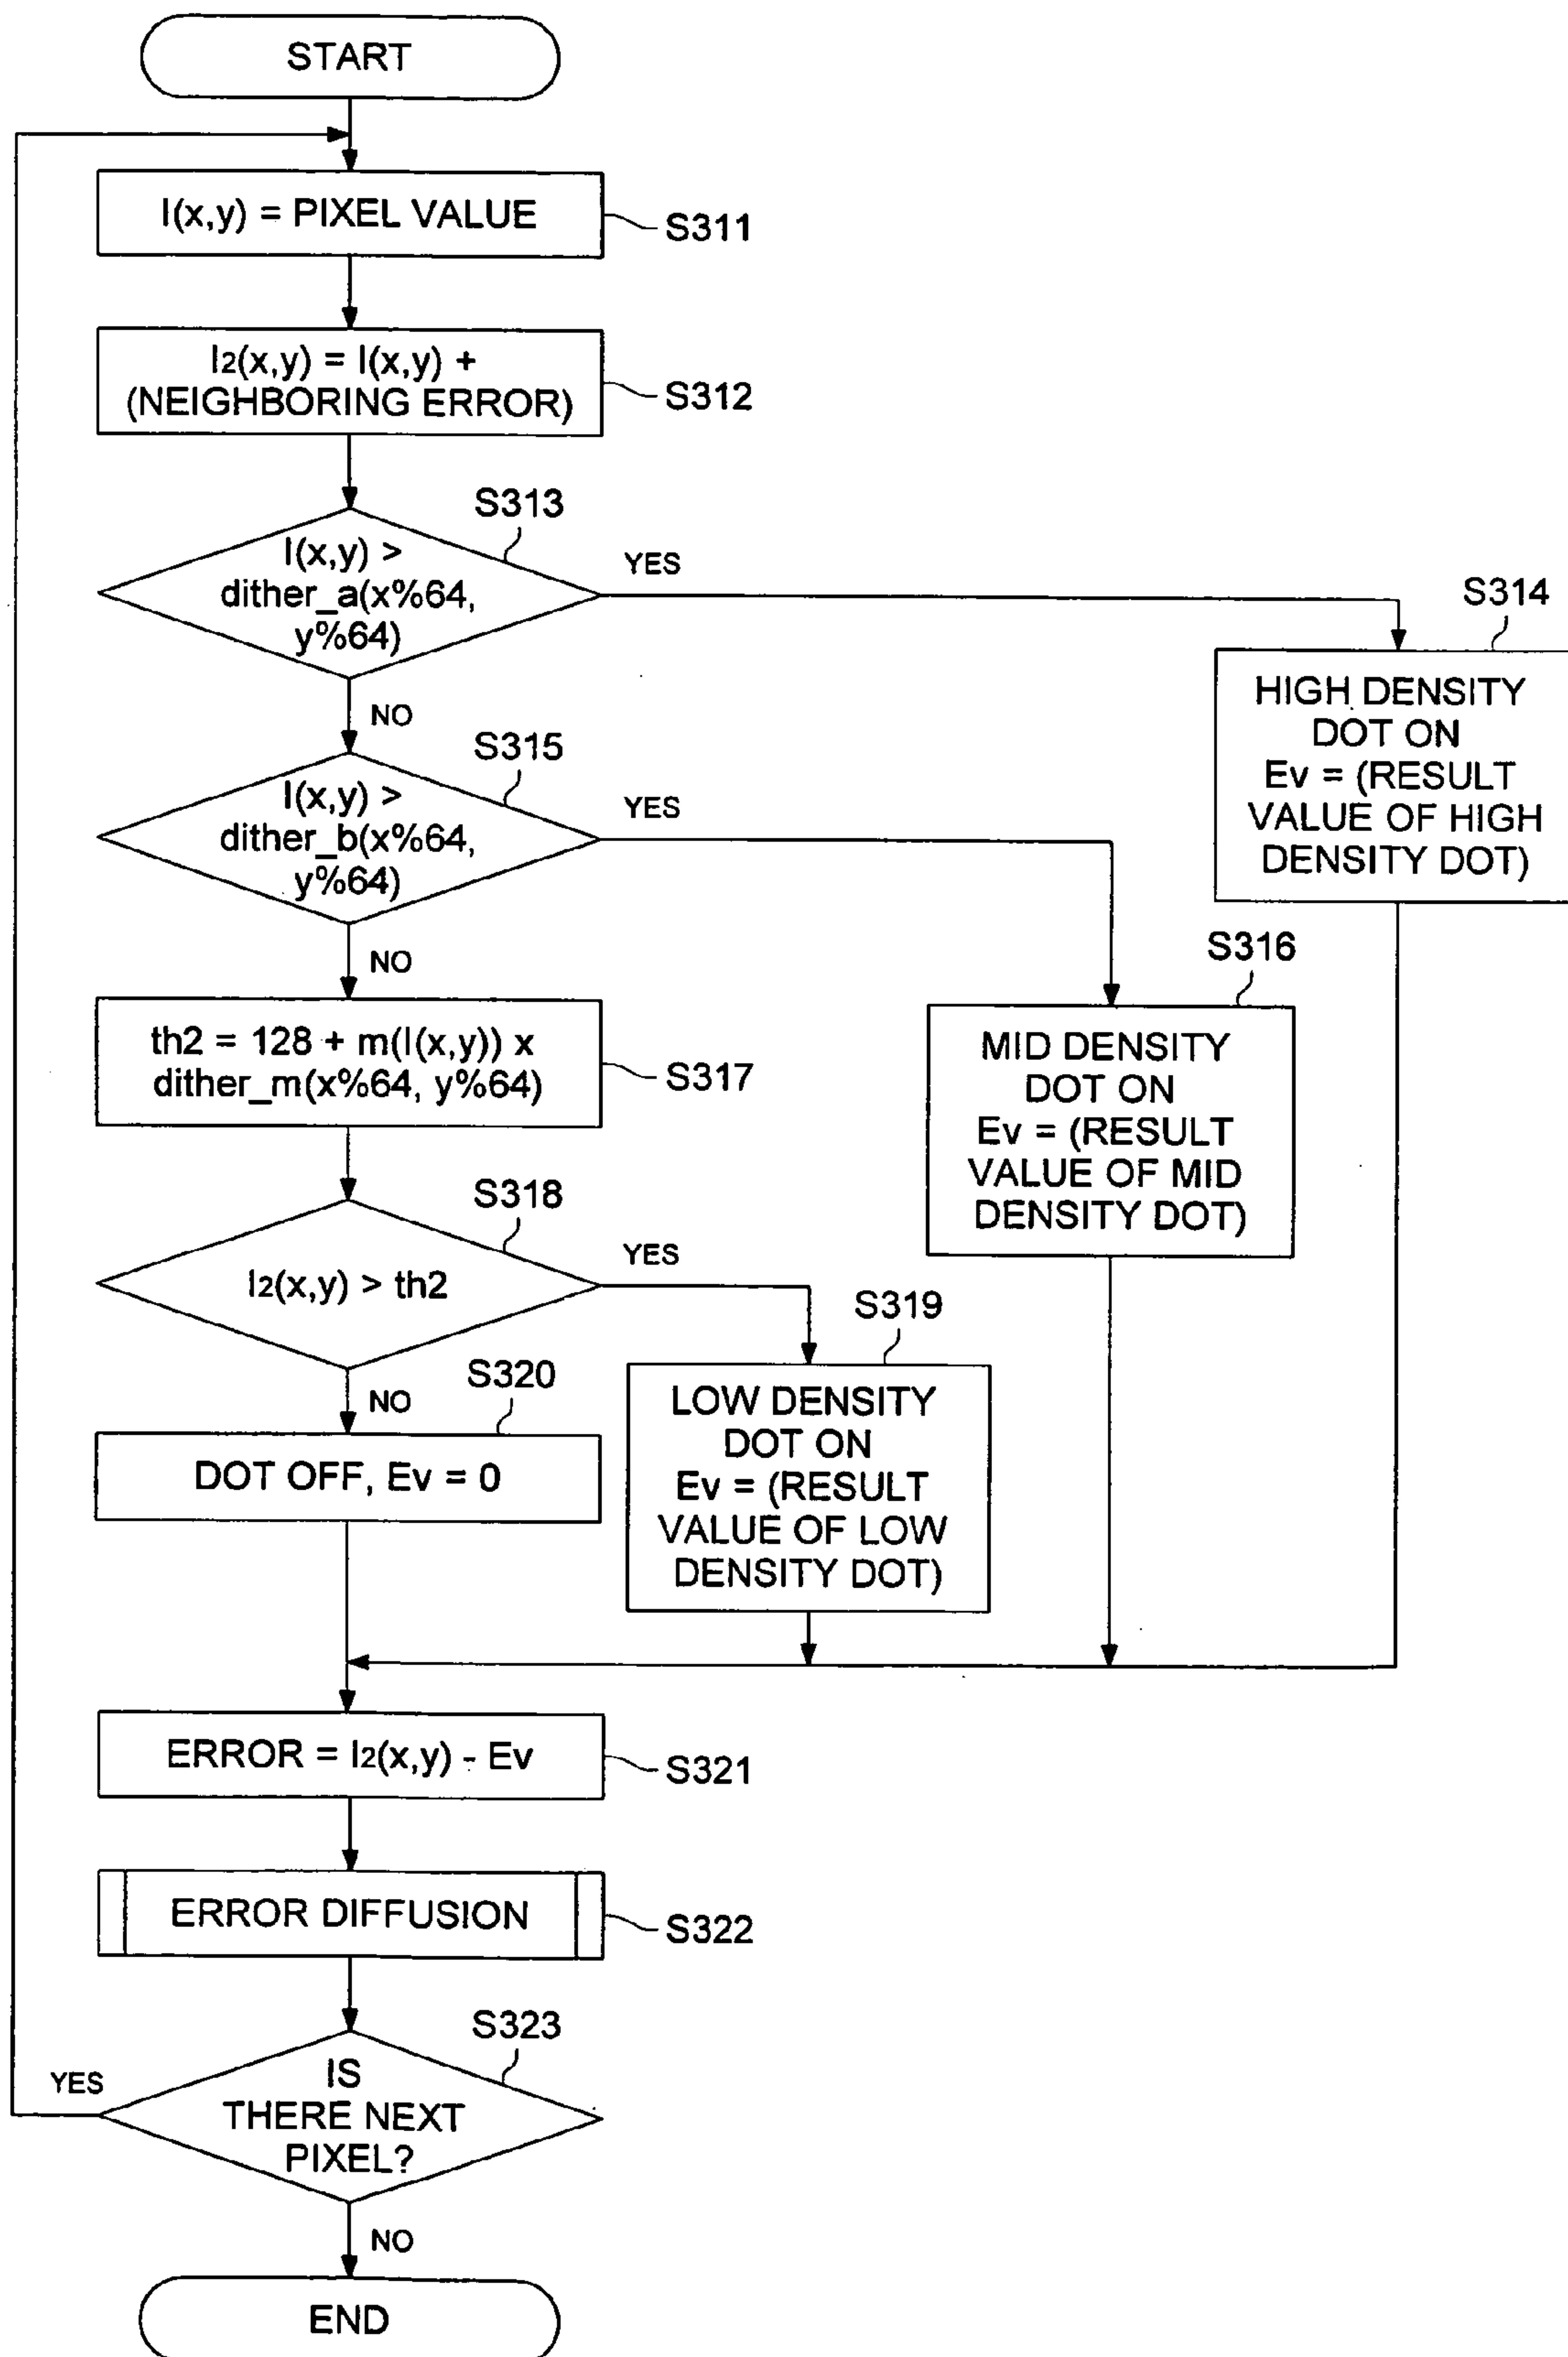 START
I(x,y) = PIXEL VALUE
S311
I2(x,y) = I(x,y) +
(NEIGHBORING ERROR)
S312
S313
I(x,y) >
dither_a(x%64,
y%64)
YES
NO
S314
HIGH DENSITY
DOT ON
Ev = (RESULT
VALUE OF HIGH
DENSITY DOT)
S315
I(x,y) >
dither_b(x%64,
y%64)
YES
NO
S316
MID DENSITY
DOT ON
Ev = (RESULT
VALUE OF MID
DENSITY DOT)
th2 = 128 + m(I(x,y)) x
dither_m(x%64, y%64)
S317
S318
I2(x,y) > th2
YES
NO
S319
LOW DENSITY
DOT ON
Ev = (RESULT
VALUE OF LOW
DENSITY DOT)
S320
DOT OFF, Ev = 0
ERROR = I2(x,y) - Ev
S321
ERROR DIFFUSION
S322
S323
IS
THERE NEXT
PIXEL?
YES
NO
END